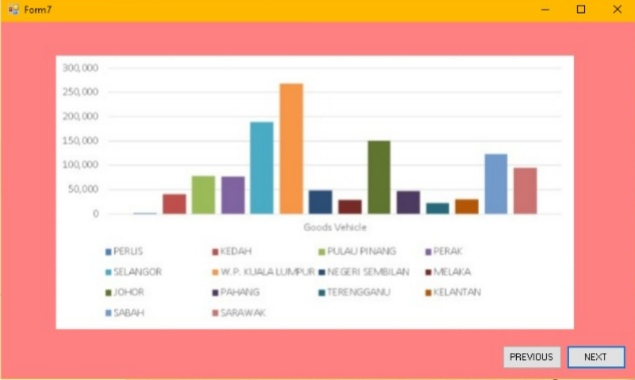 Form7
300,000
250,000
200,000
150,000
100,000
50,000
0
Goods Vehicle
PERLIS KEDAH PULAU PINANG PERAK
SELANGOR W.P. KUALA LUMPUR NEGERI SEMBILAN MELAKA
JOHOR PAHANG TERENGGANU KELANTAN
SABAH SARAWAK
PREVIOUS NEXT